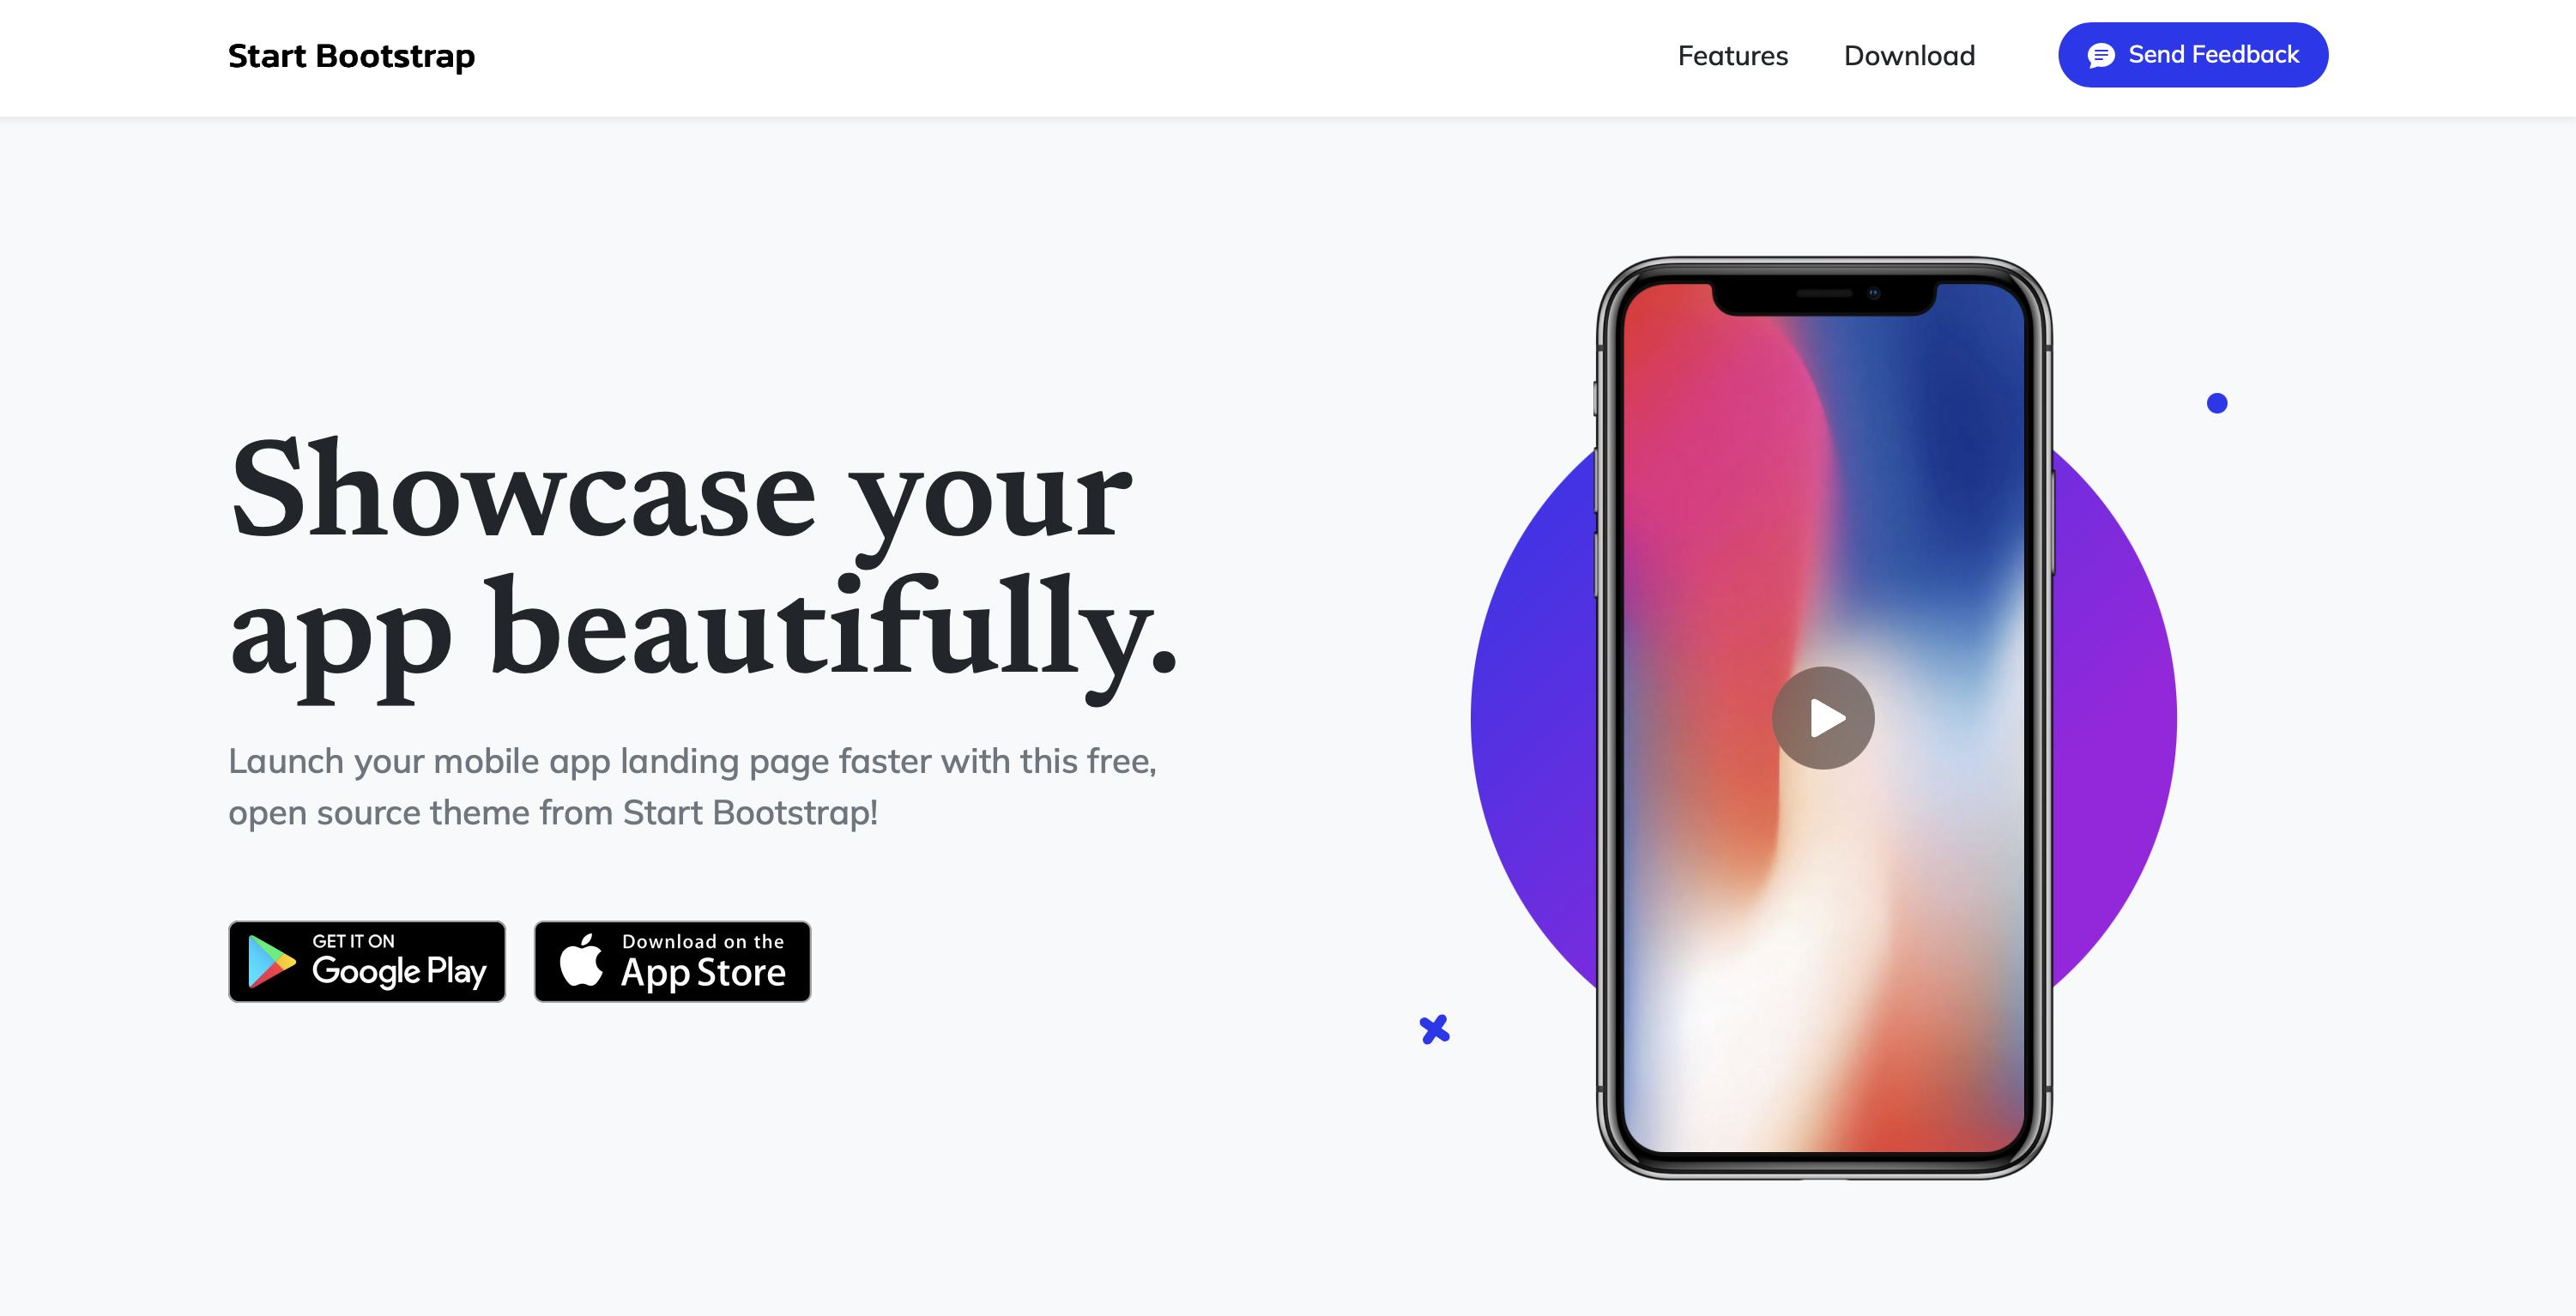 Start Bootstrap
Features
Download
Send Feedback
Showcase your
app beautifully.
Launch your mobile app landing page faster with this free,
open source theme from Start Bootstrap!
GET IT ON
Google Play
Download on the
App Store